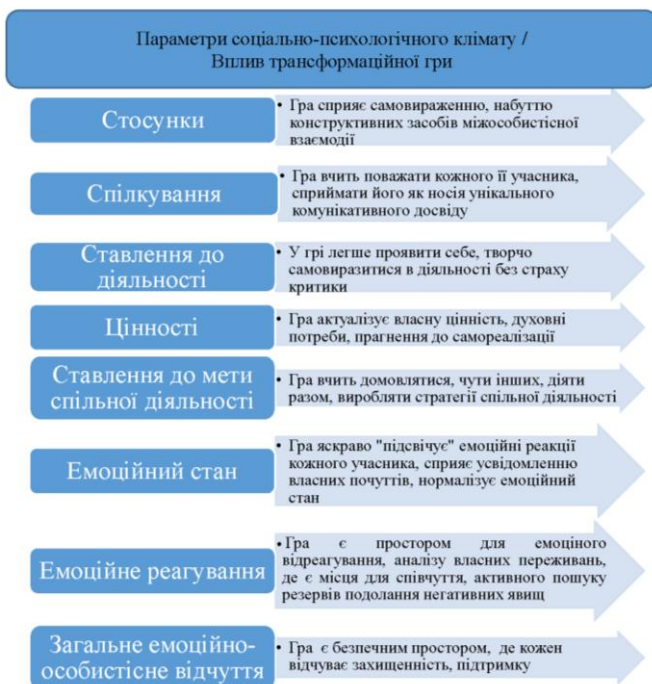 Параметри соціально-психологічного клімату /
Вплив трансформаційної гри
Стосунки
• Гра сприяє самовираженню, набуттю
конструктивних засобів міжособистісної
взаємодії
Спілкування
• Гра вчить поважати кожного її учасника,
сприймати його як носія унікального
комунікативного досвіду
Ставлення до
діяльності
• У грі легше проявити себе, творчо
самовиразитися в діяльності без страху
критики
Цінності
• Гра актуалізує власну цінність, духовні
потреби, прагнення до самореалізації
Ставлення до мети
спільної діяльності
• Гра вчить домовлятися, чути інших, діяти
разом, виробляти стратегії спільної діяльності
Емоційний стан
• Гра яскраво "підсвічує" емоційні реакції
кожного учасника, сприяє усвідомленню
власних почуттів, нормалізує емоційний
стан
Емоційне реагування
• Гра є простором для емоціного
відреагування, аналізу власних переживань,
де є місця для співчуття, активного пошуку
резервів подолання негативних явищ
Загальне емоційно-
особистісне відчуття
• Гра є безпечним простором, де кожен
відчуває захищенність, підтримку